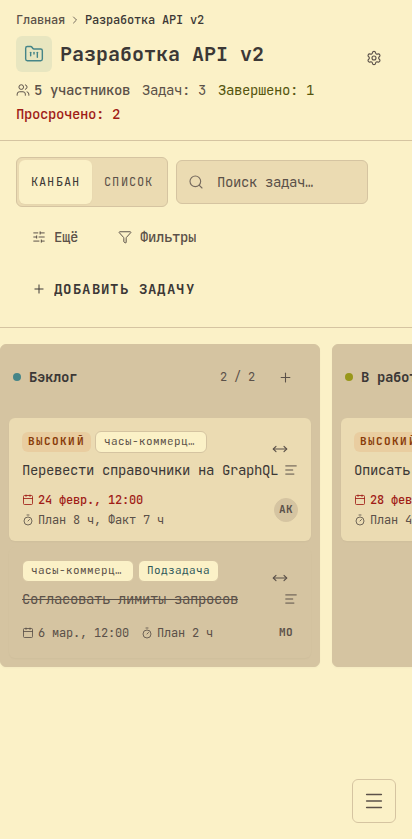 Главная > Разработка API v2
Разработка API v2
5 участников Задач: 3 Завершено: 1
Просрочено: 2
КАНБАН СПИСОК Поиск задач…
Ещё Фильтры
+ ДОБАВИТЬ ЗАДАЧУ
Бэклог 2 / 2 +
ВЫСОКИЙ часы-коммерц…
Перевести справочники на GraphQL
24 февр., 12:00
План 8 ч, Факт 7 ч
АК
часы-коммерц… Подзадача
Согласовать лимиты запросов
6 мар., 12:00 План 2 ч МО
В работ
ВЫСОКИЙ
Описать
28 фев
План 4